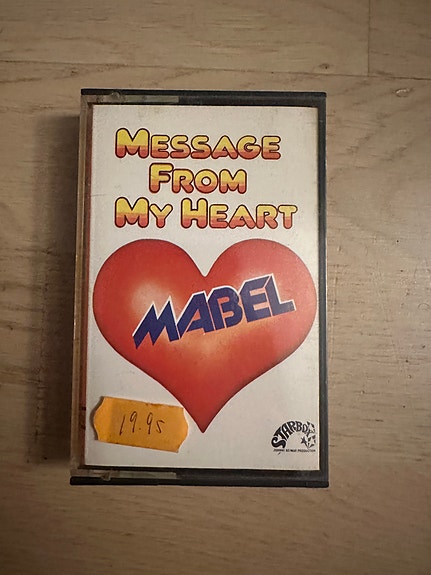 MESSAGE
FROM
MY HEART
MABEL
19.95
STARBOX